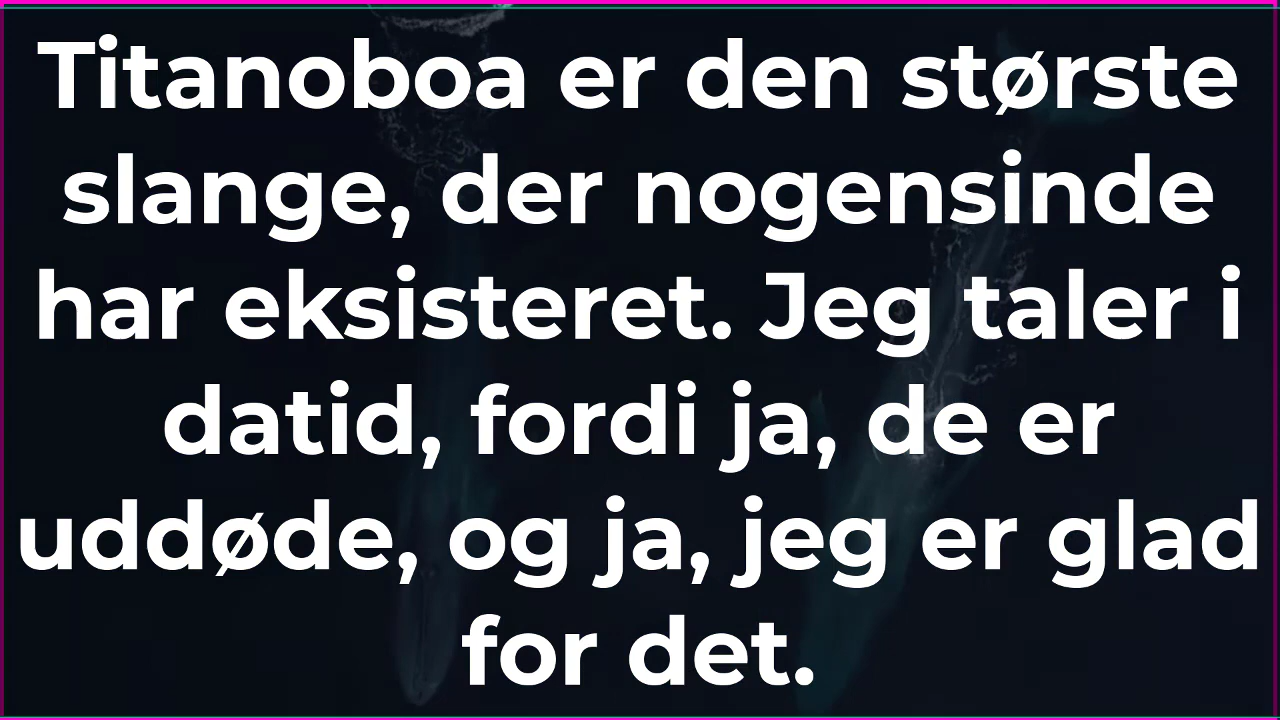 Titanoboa er den største
slange, der nogensinde
har eksisteret. Jeg taler i
datid, fordi ja, de er
uddøde, og ja, jeg er glad
for det.